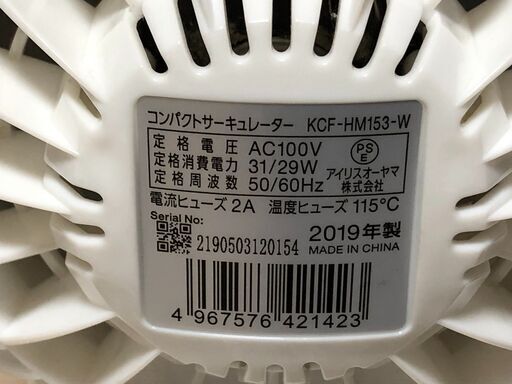 コンパクトサーキュレーター KCF-HM153-W
定格電圧 AC100V
定格消費電力 31/29W
定格周波数 50/60Hz
PSE
アイリスオーヤマ
株式会社
電流ヒューズ 2A 温度ヒューズ 115℃
Serial No:
2190503120154
2019年製
MADE IN CHINA
4 967576 421423